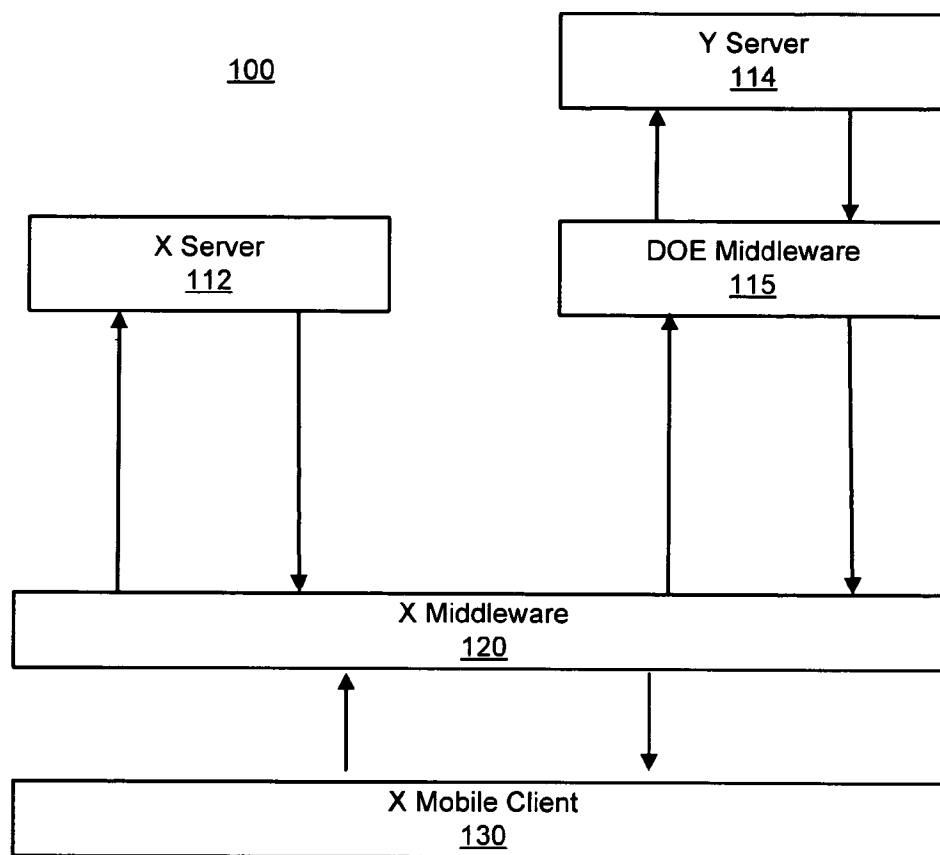 100
Y Server
114
X Server
112
DOE Middleware
115
X Middleware
120
X Mobile Client
130